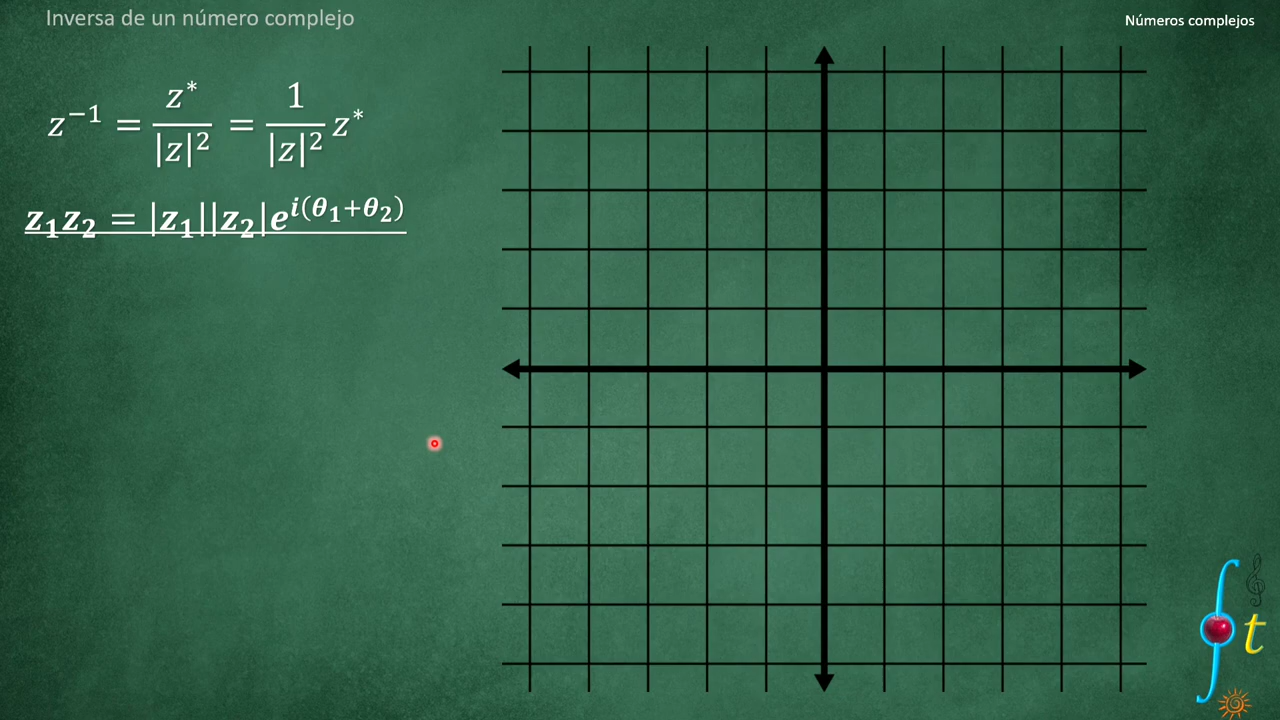 Inversa de un número complejo
Números complejos
z⁻¹ = z*/|z|² = 1/|z|² z*
z₁z₂ = |z₁||z₂|e^{i(θ₁+θ₂)}
t